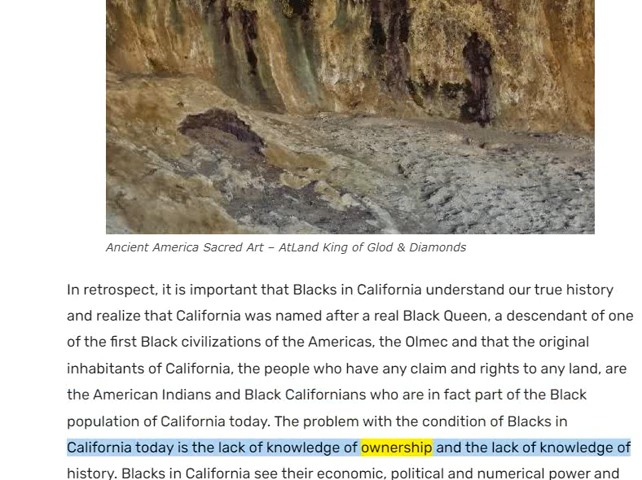 Ancient America Sacred Art – AtLand King of Glod & Diamonds
In retrospect, it is important that Blacks in California understand our true history
and realize that California was named after a real Black Queen, a descendant of one
of the first Black civilizations of the Americas, the Olmec and that the original
inhabitants of California, the people who have any claim and rights to any land, are
the American Indians and Black Californians who are in fact part of the Black
population of California today. The problem with the condition of Blacks in
California today is the lack of knowledge of ownership and the lack of knowledge of
history. Blacks in California see their economic, political and numerical power and